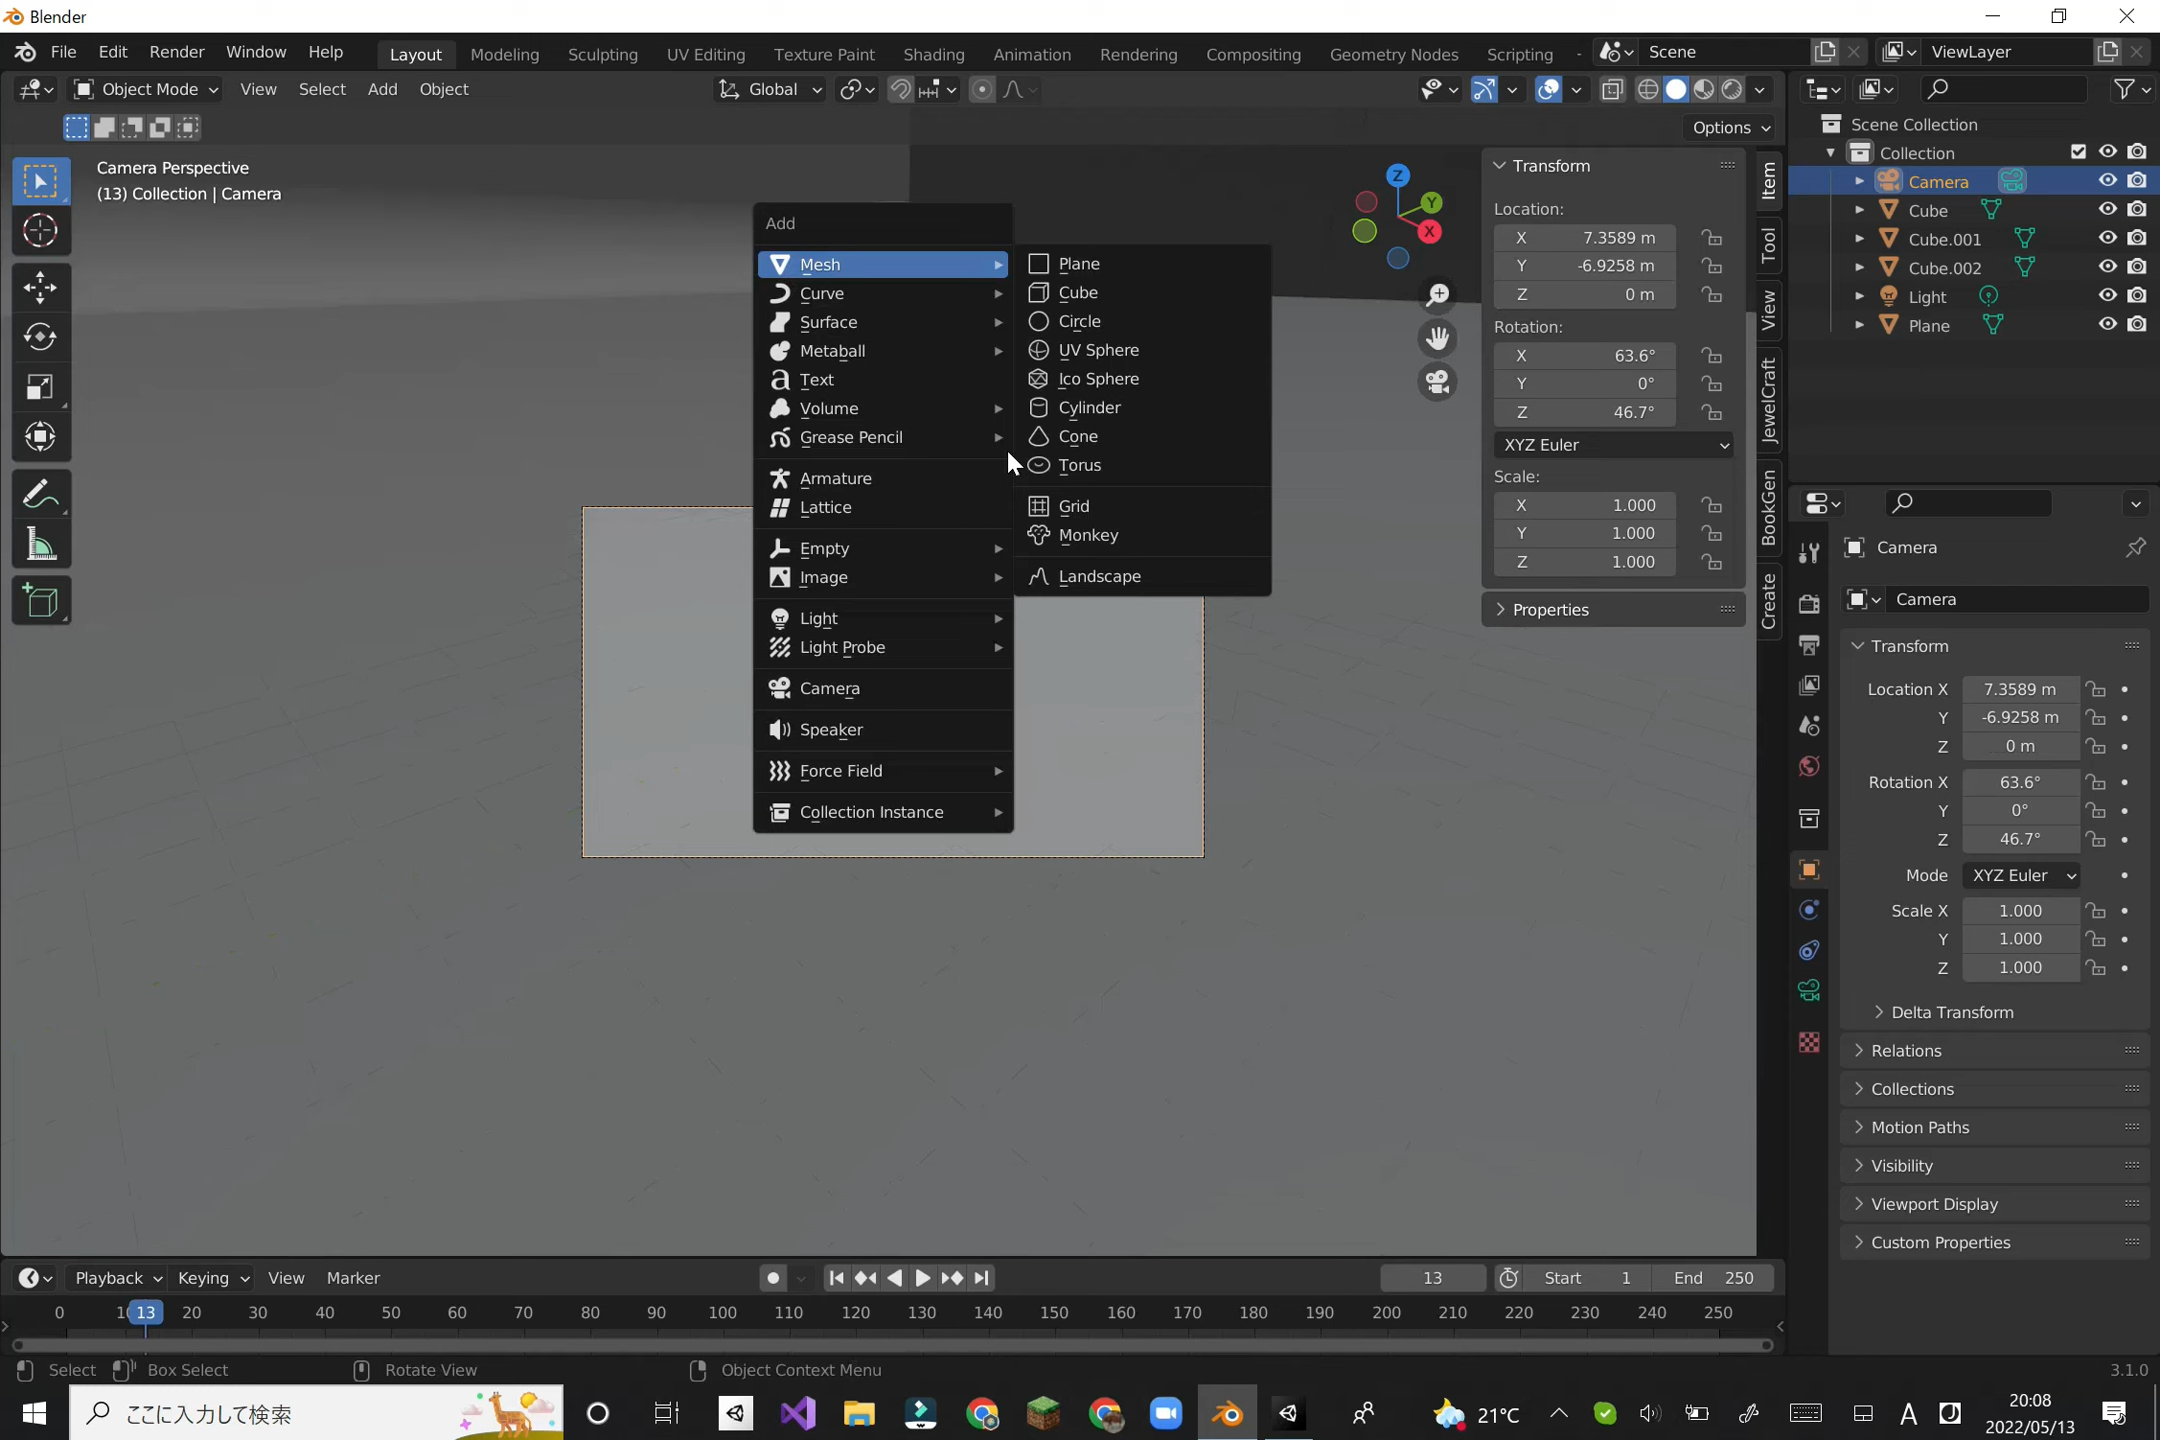 Blender
File Edit Render Window Help Layout Modeling Sculpting UV Editing Texture Paint Shading Animation Rendering Compositing Geometry Nodes Scripting Scene ViewLayer
Object Mode View Select Add Object Global
Options
Camera Perspective
(13) Collection | Camera
Z
Y
X
Add
Mesh
Curve
Surface
Metaball
Text
Volume
Grease Pencil
Armature
Lattice
Empty
Image
Light
Light Probe
Camera
Speaker
Force Field
Collection Instance
Plane
Cube
Circle
UV Sphere
Ico Sphere
Cylinder
Cone
Torus
Grid
Monkey
Landscape
Transform
Location:
X 7.3589 m
Y -6.9258 m
Z 0 m
Rotation:
X 63.6°
Y 0°
Z 46.7°
XYZ Euler
Scale:
X 1.000
Y 1.000
Z 1.000
Properties
Item
Tool
View
JewelCraft
BookGen
Create
Scene Collection
Collection
Camera
Cube
Cube.001
Cube.002
Light
Plane
Camera
Camera
Transform
Location X 7.3589 m
Y -6.9258 m
Z 0 m
Rotation X 63.6°
Y 0°
Z 46.7°
Mode XYZ Euler
Scale X 1.000
Y 1.000
Z 1.000
Delta Transform
Relations
Collections
Motion Paths
Visibility
Viewport Display
Custom Properties
Playback Keying View Marker 13 Start 1 End 250
0 10 13 20 30 40 50 60 70 80 90 100 110 120 130 140 150 160 170 180 190 200 210 220 230 240 250
Select Box Select Rotate View Object Context Menu 3.1.0
ここに入力して検索 21°C A 20:08
2022/05/13